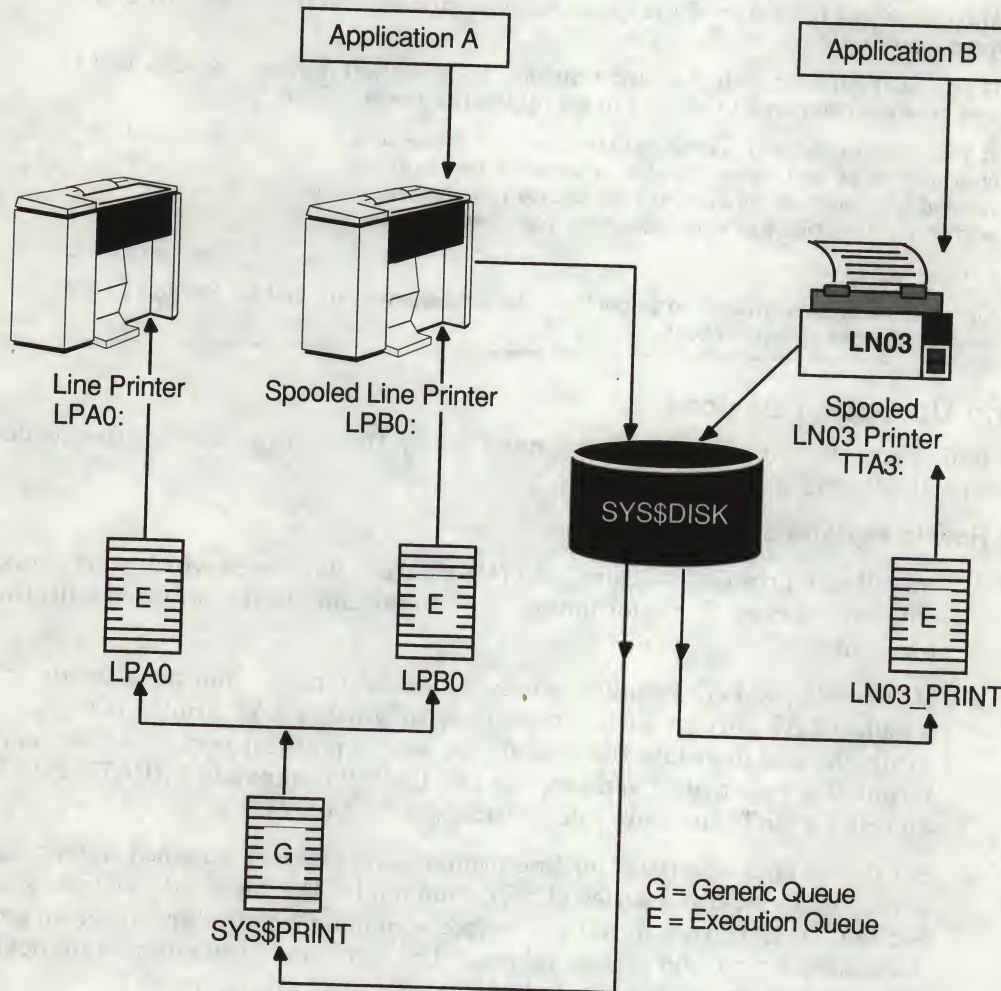 Application A
Application B
LN03
Line Printer
LPA0:
Spooled Line Printer
LPB0:
Spooled
LN03 Printer
TTA3:
SYS$DISK
E
LPA0
E
LPB0
E
LN03_PRINT
G
SYS$PRINT
G = Generic Queue
E = Execution Queue